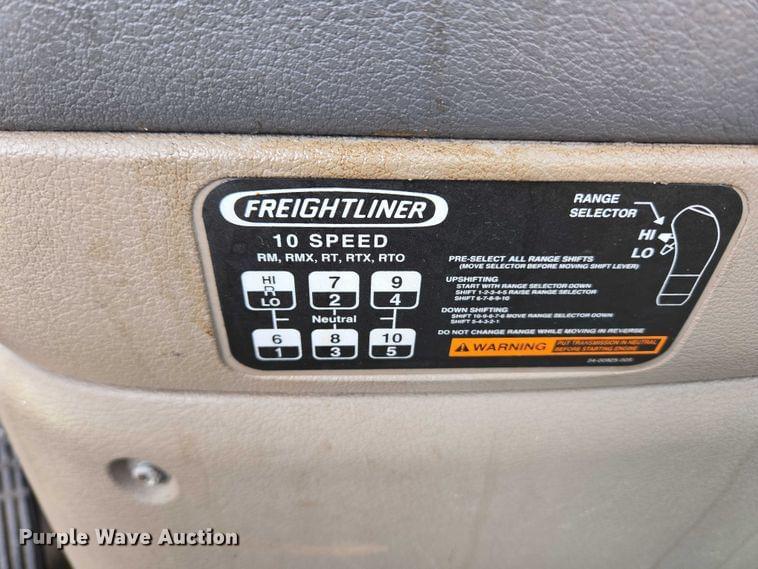 FREIGHTLINER
10 SPEED
RM, RMX, RT, RTX, RTO
HI
R
LO
7
2
9
4
Neutral
6
1
8
3
10
5
RANGE
SELECTOR
HI
LO
PRE-SELECT ALL RANGE SHIFTS
(MOVE SELECTOR BEFORE MOVING SHIFT LEVER)
UPSHIFTING
START WITH RANGE SELECTOR DOWN
SHIFT 1-2-3-4-5 RAISE RANGE SELECTOR
SHIFT 6-7-8-9-10
DOWN SHIFTING
SHIFT 10-9-8-7-6 MOVE RANGE SELECTOR DOWN
SHIFT 5-4-3-2-1
DO NOT CHANGE RANGE WHILE MOVING IN REVERSE
WARNING
PUT TRANSMISSION IN NEUTRAL
BEFORE STARTING ENGINE
Purple Wave Auction